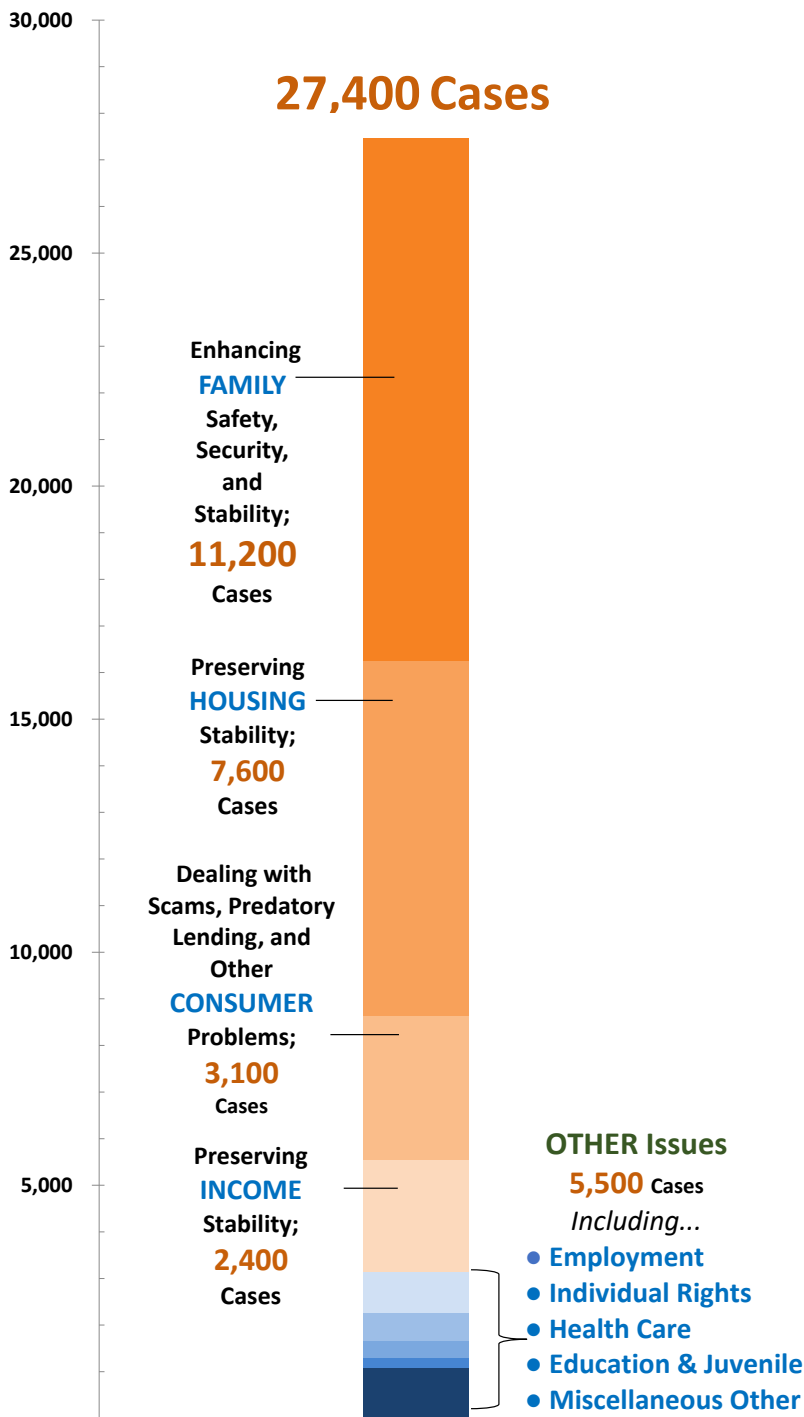 30,000
27,400 Cases
25,000
Enhancing
FAMILY
Safety,
Security,
and
Stability;
11,200
Cases
20,000
Preserving
HOUSING
Stability;
7,600
Cases
15,000
Dealing with
Scams, Predatory
Lending, and
Other
CONSUMER
Problems;
3,100
Cases
10,000
Preserving
INCOME
Stability;
2,400
Cases
5,000
OTHER Issues
5,500 Cases
Including...
● Employment
● Individual Rights
● Health Care
● Education & Juvenile
● Miscellaneous Other